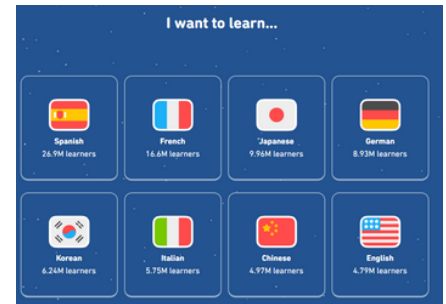 I want to learn...
Spanish
26.9M learners
French
16.6M learners
Japanese
9.96M learners
German
8.93M learners
Korean
6.24M learners
Italian
5.75M learners
Chinese
4.97M learners
English
4.79M learners